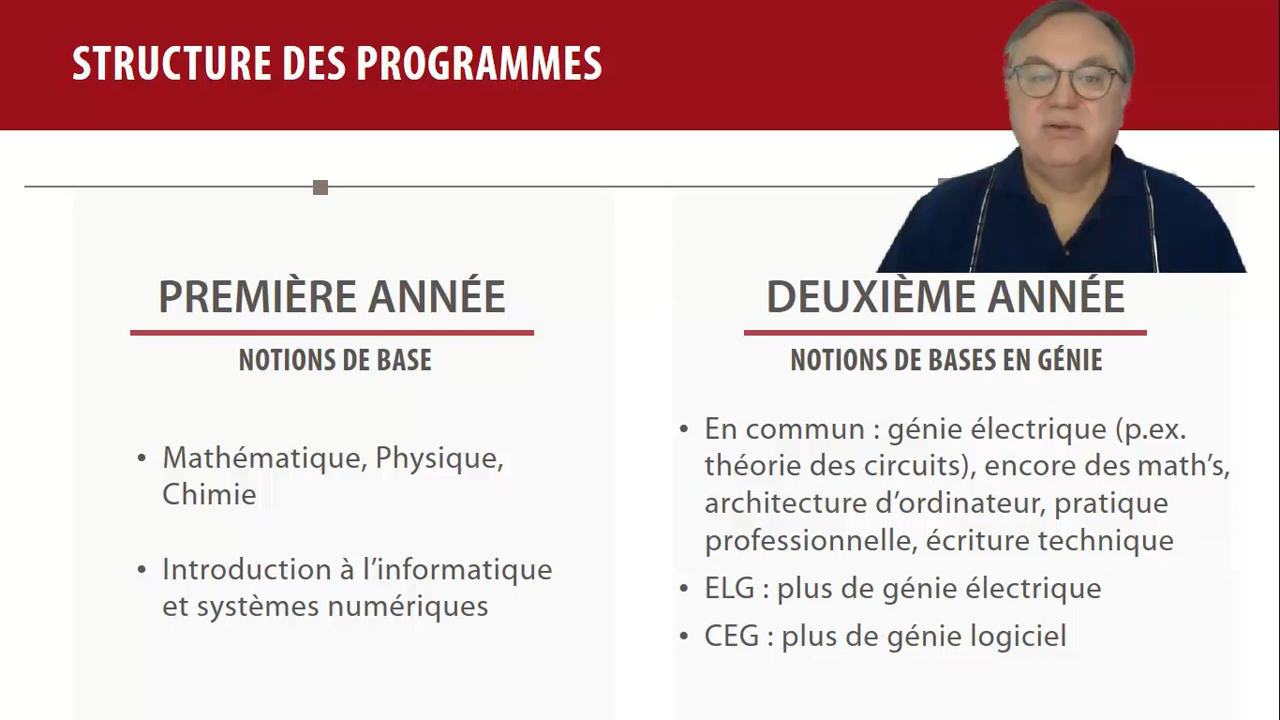 STRUCTURE DES PROGRAMMES
PREMIÈRE ANNÉE
NOTIONS DE BASE
• Mathématique, Physique,
Chimie
• Introduction à l’informatique
et systèmes numériques
DEUXIÈME ANNÉE
NOTIONS DE BASES EN GÉNIE
• En commun : génie électrique (p.ex.
théorie des circuits), encore des math’s,
architecture d’ordinateur, pratique
professionnelle, écriture technique
• ELG : plus de génie électrique
• CEG : plus de génie logiciel